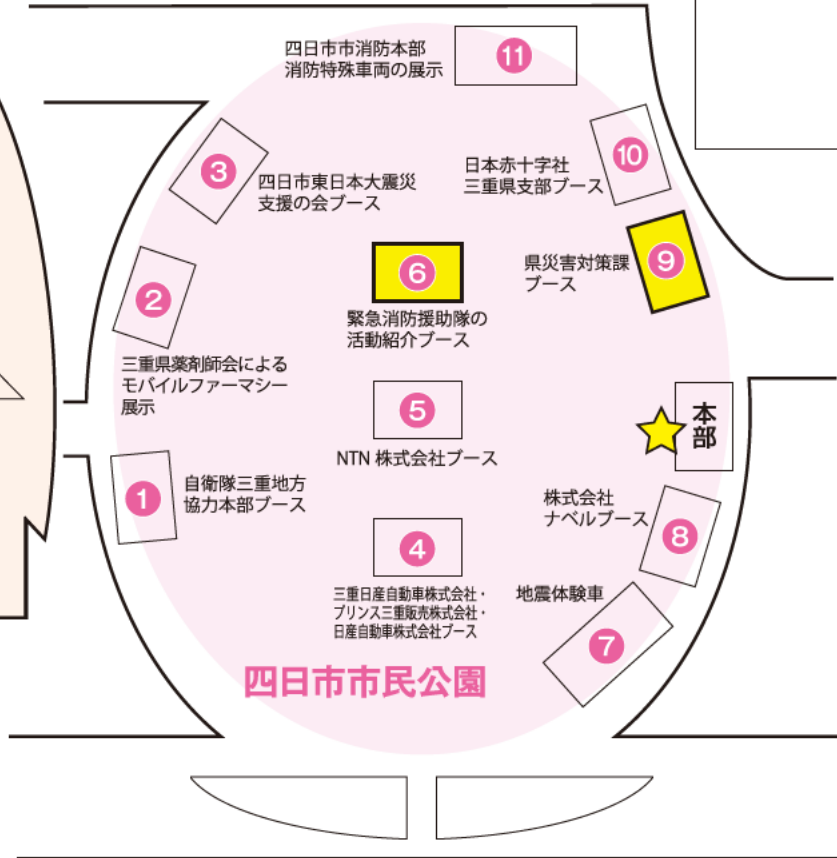 四日市市消防本部
消防特殊車両の展示
11
3
四日市東日本大震災
支援の会ブース
日本赤十字社
三重県支部ブース
10
2
三重県薬剤師会による
モバイルファーマシー
展示
6
緊急消防援助隊の
活動紹介ブース
県災害対策課
ブース
9
5
NTN 株式会社ブース
本部
1
自衛隊三重地方
協力本部ブース
株式会社
ナベルブース
8
4
三重日産自動車株式会社・
プリンス三重販売株式会社・
日産自動車株式会社ブース
地震体験車
7
四日市市民公園